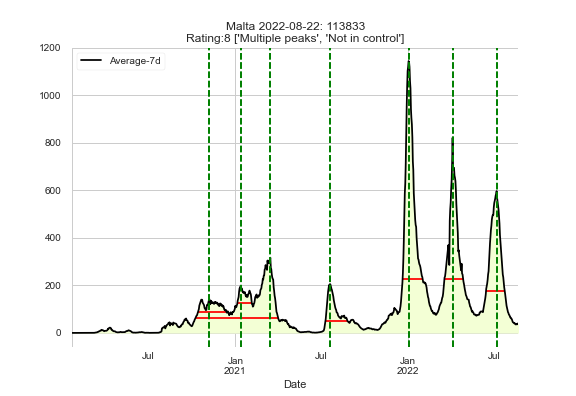 Malta 2022-08-22: 113833
Rating:8 ['Multiple peaks', 'Not in control']
Average-7d
1200
1000
800
600
400
200
0
Jul
Jan
2021
Jul
Jan
2022
Jul
Date